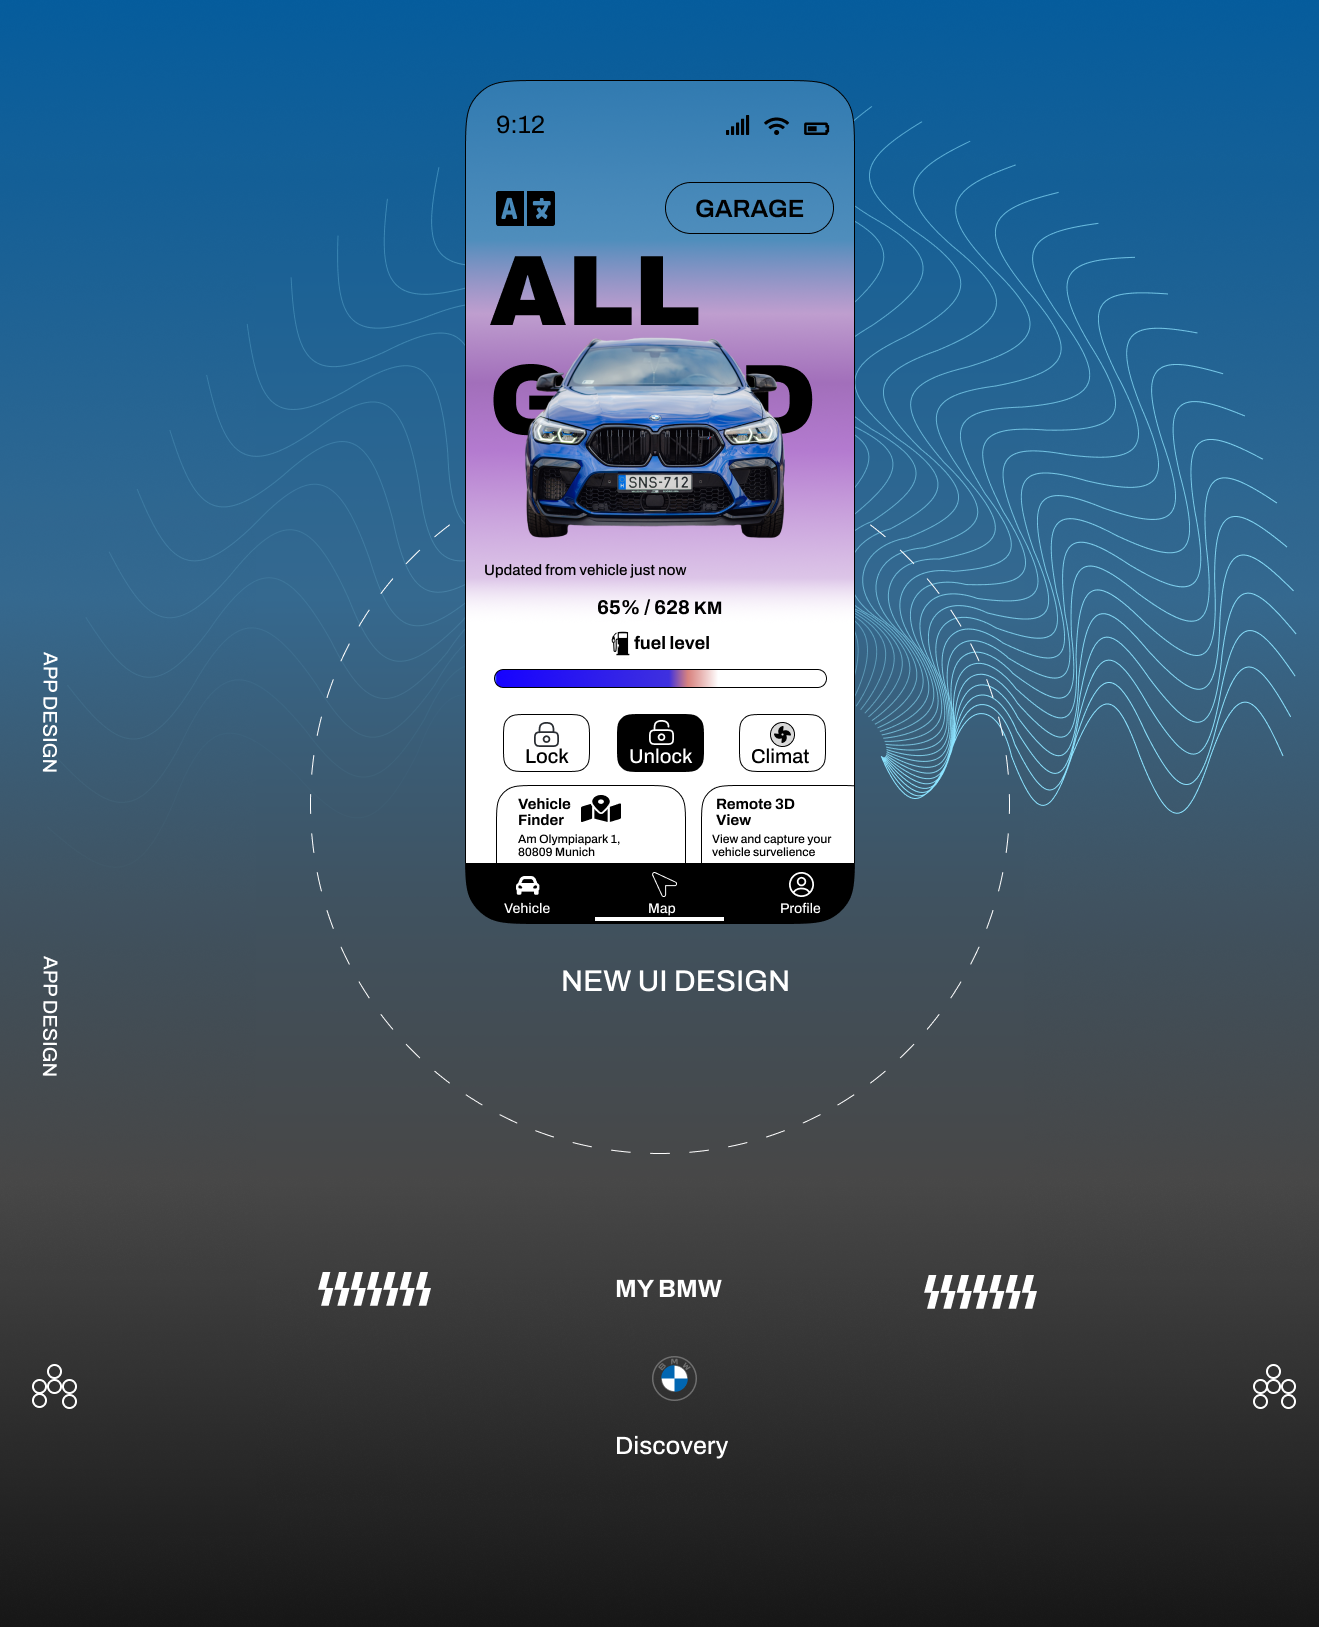 9:12
A 文
GARAGE
ALL
G D
SNS-712
Updated from vehicle just now
65% / 628 KM
fuel level
Lock
Unlock
Climat
Vehicle
Finder
Am Olympiapark 1,
80809 Munich
Remote 3D
View
View and capture your
vehicle survelience
Vehicle
Map
Profile
APP DESIGN
APP DESIGN
NEW UI DESIGN
MY BMW
BMW
Discovery